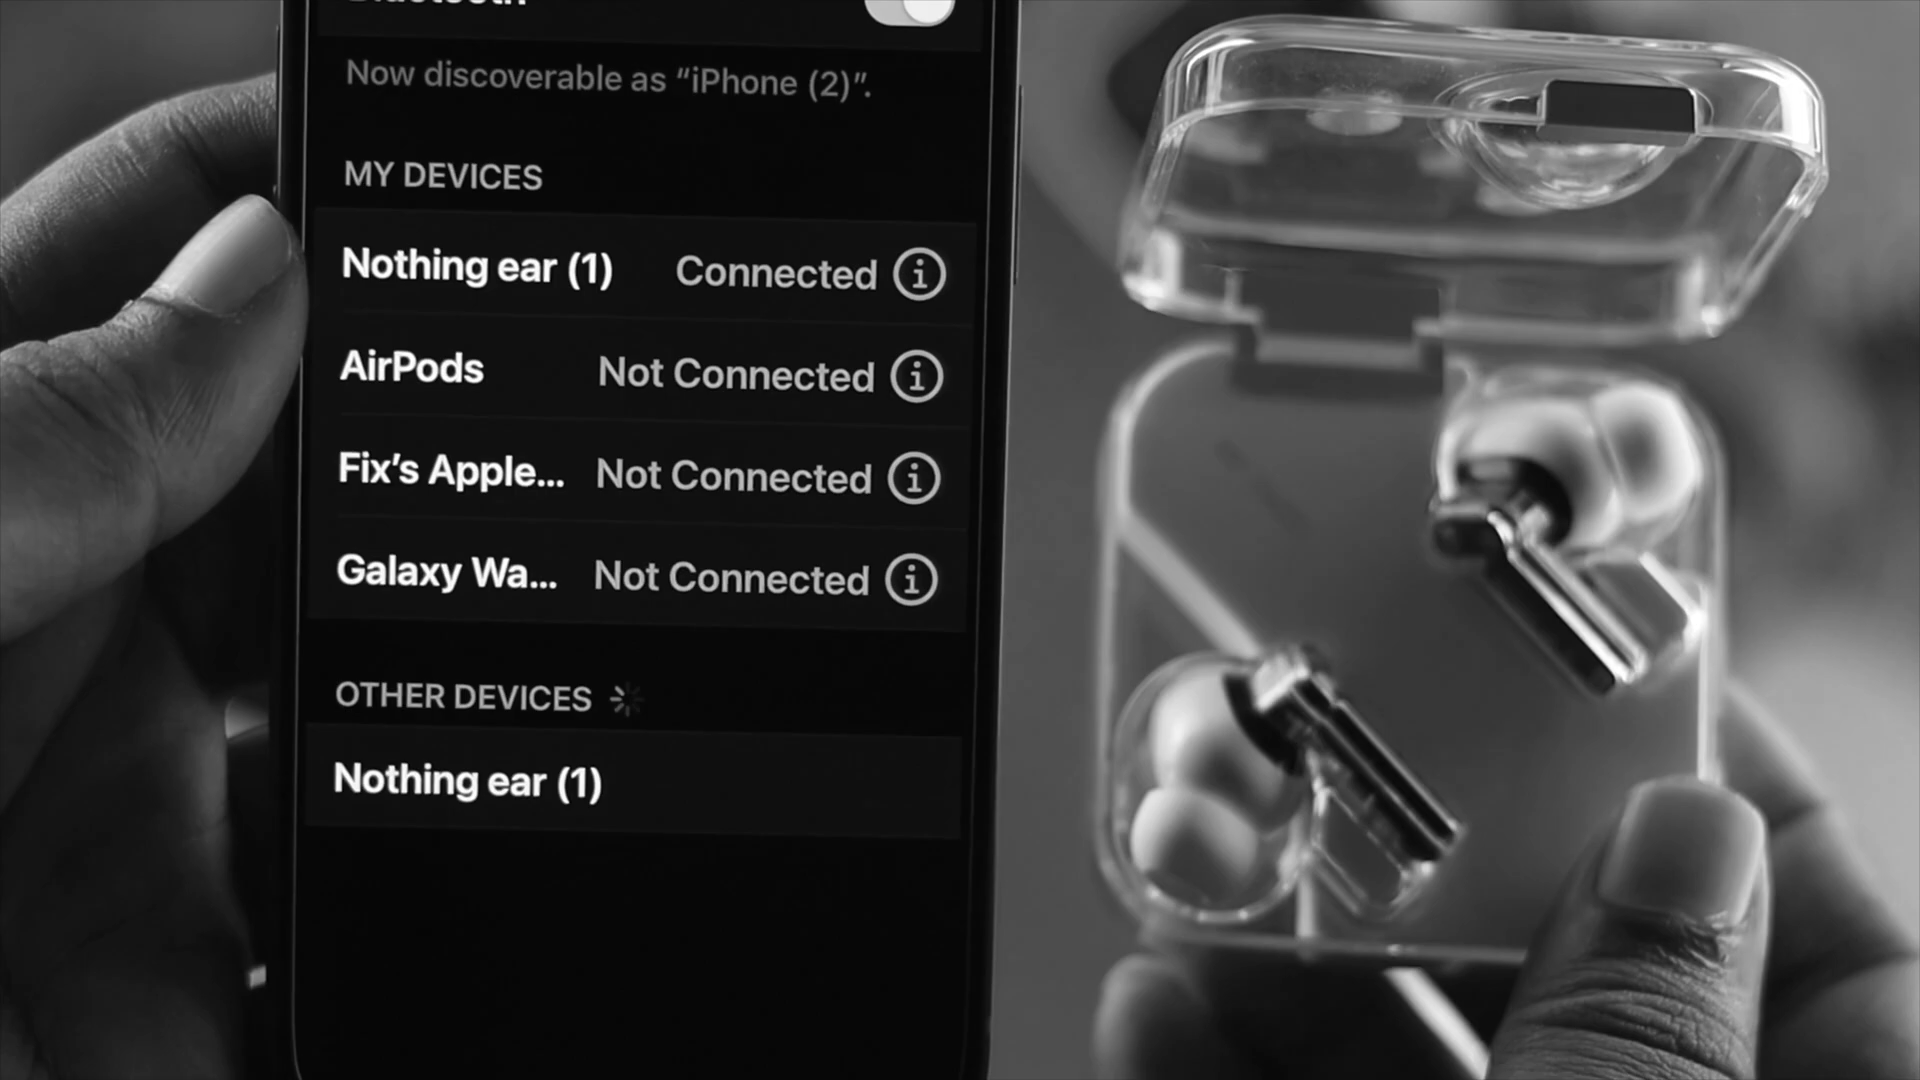 Bluetooth
Now discoverable as “iPhone (2)”.
MY DEVICES
Nothing ear (1) Connected
AirPods Not Connected
Fix’s Apple... Not Connected
Galaxy Wa... Not Connected
OTHER DEVICES
Nothing ear (1)